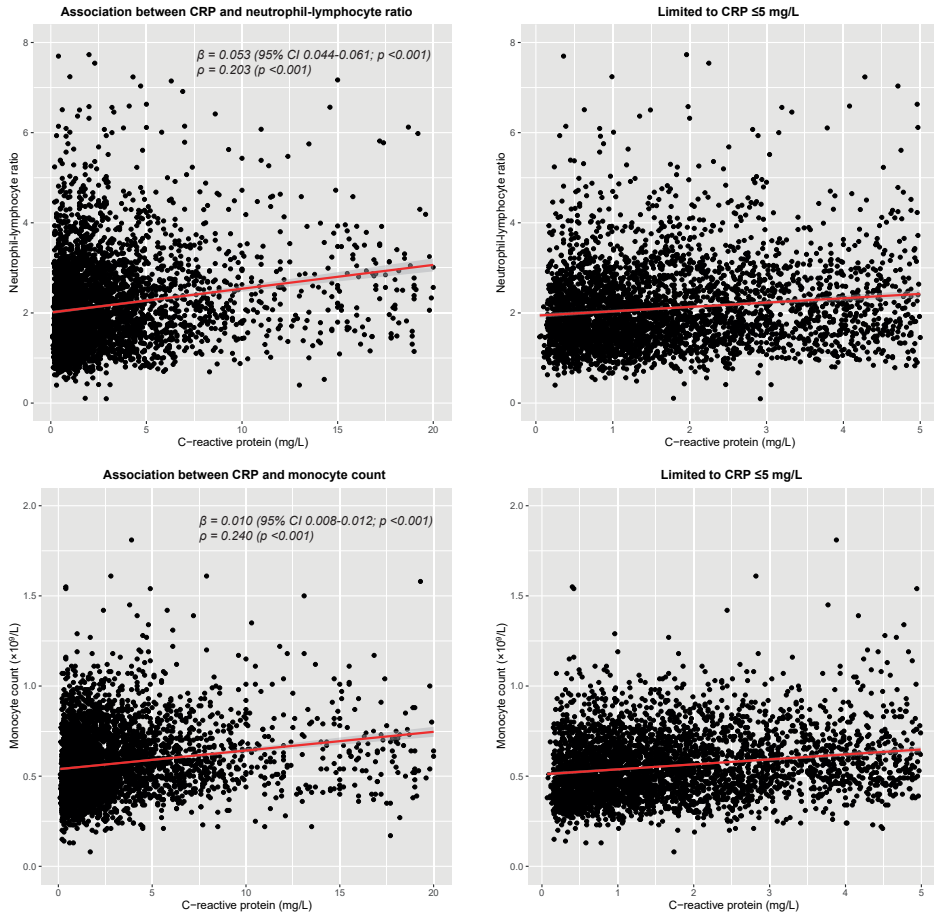 Association between CRP and neutrophil-lymphocyte ratio
β = 0.053 (95% CI 0.044-0.061; p <0.001)
ρ = 0.203 (p <0.001)
Neutrophil-lymphocyte ratio
8
6
4
2
0
0 5 10 15 20
C-reactive protein (mg/L)
Limited to CRP ≤5 mg/L
Neutrophil-lymphocyte ratio
8
6
4
2
0
0 1 2 3 4 5
C-reactive protein (mg/L)
Association between CRP and monocyte count
β = 0.010 (95% CI 0.008-0.012; p <0.001)
ρ = 0.240 (p <0.001)
Monocyte count (×10⁹/L)
2.0
1.5
1.0
0.5
0.0
0 5 10 15 20
C-reactive protein (mg/L)
Limited to CRP ≤5 mg/L
Monocyte count (×10⁹/L)
2.0
1.5
1.0
0.5
0.0
0 1 2 3 4 5
C-reactive protein (mg/L)